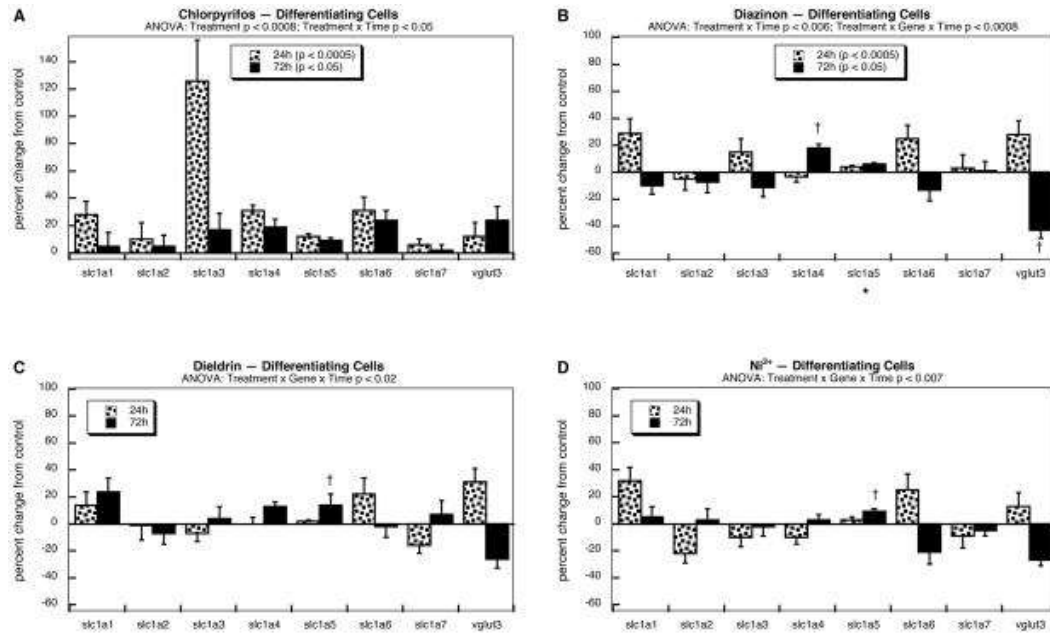 A
Chlorpyrifos — Differentiating Cells
ANOVA: Treatment p < 0.0008; Treatment x Time p < 0.05
24h (p < 0.0005)
72h (p < 0.05)
percent change from control
140
120
100
80
60
40
20
0
slc1a1 slc1a2 slc1a3 slc1a4 slc1a5 slc1a6 slc1a7 vglut3
B
Diazinon — Differentiating Cells
ANOVA: Treatment x Time p < 0.006; Treatment x Gene x Time p < 0.0008
24h (p < 0.0005)
72h (p < 0.05)
percent change from control
100
80
60
40
20
0
-20
-40
-60
†
†
slc1a1 slc1a2 slc1a3 slc1a4 slc1a5 slc1a6 slc1a7 vglut3
*
C
Dieldrin — Differentiating Cells
ANOVA: Treatment x Gene x Time p < 0.02
24h
72h
percent change from control
100
80
60
40
20
0
-20
-40
-60
†
slc1a1 slc1a2 slc1a3 slc1a4 slc1a5 slc1a6 slc1a7 vglut3
D
Ni2+ — Differentiating Cells
ANOVA: Treatment x Gene x Time p < 0.007
24h
72h
percent change from control
100
80
60
40
20
0
-20
-40
-60
†
slc1a1 slc1a2 slc1a3 slc1a4 slc1a5 slc1a6 slc1a7 vglut3